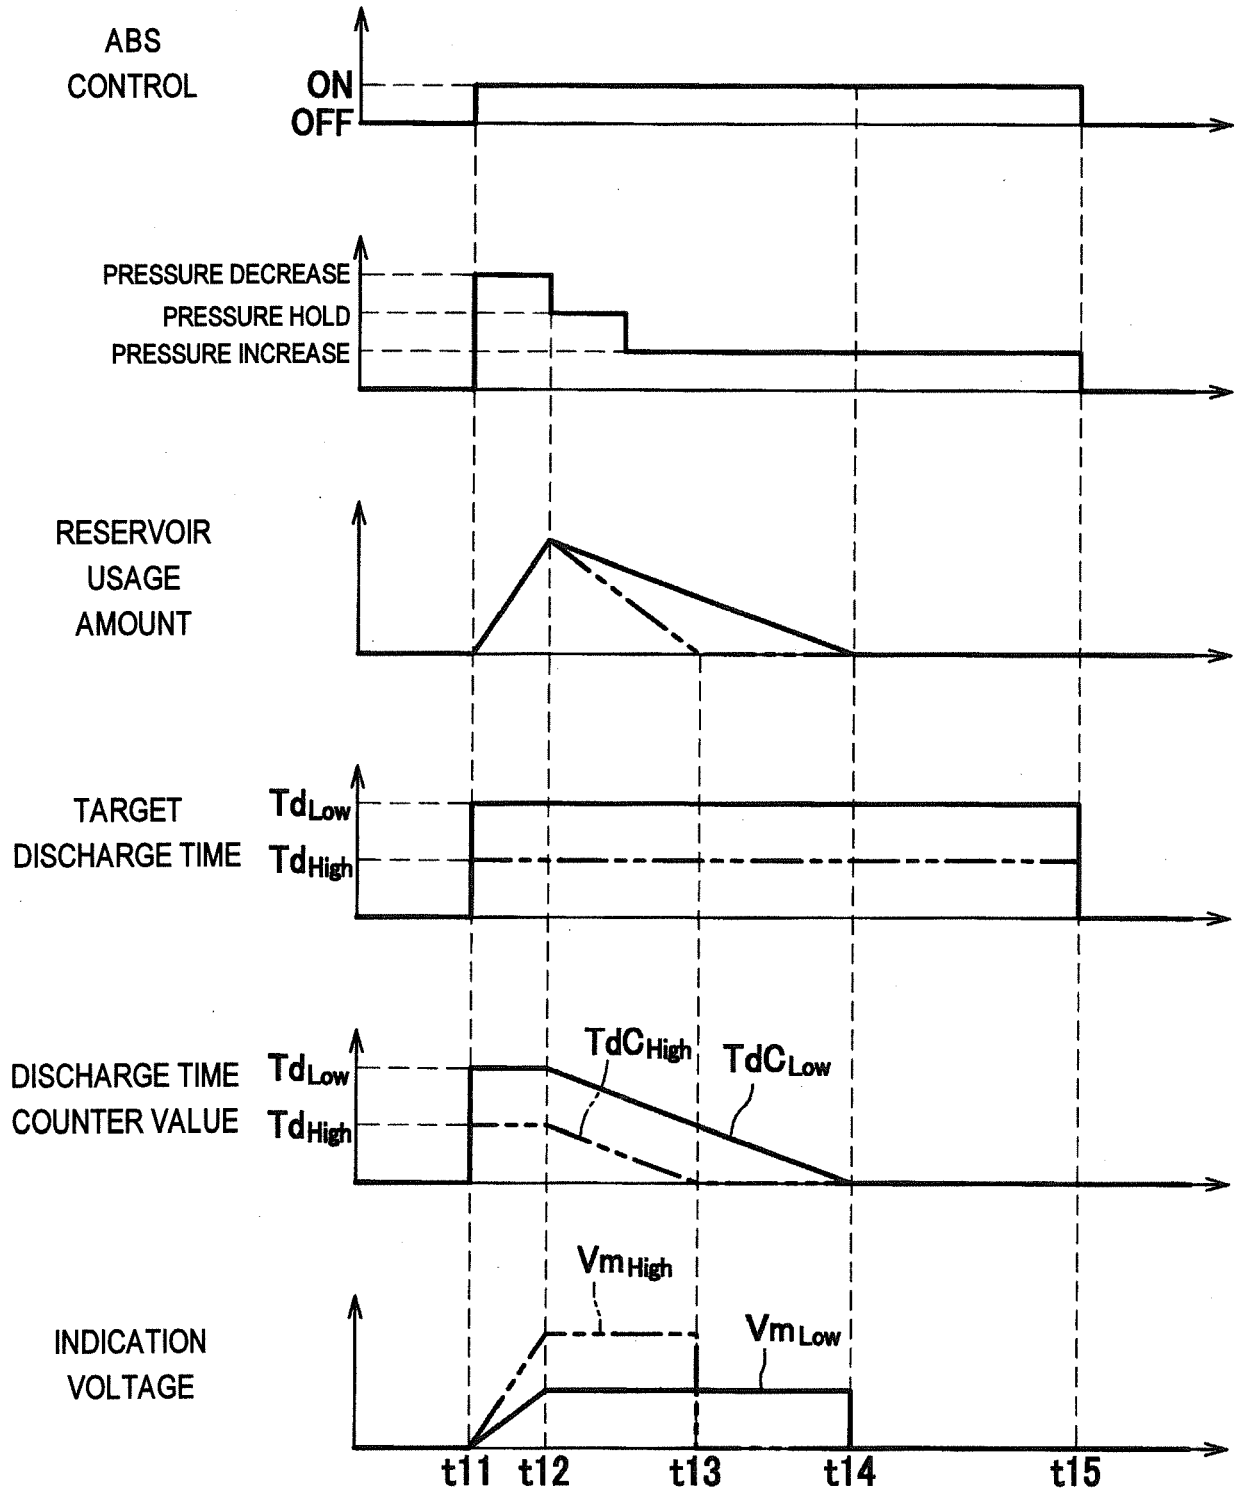 ABS
CONTROL
ON
OFF
PRESSURE DECREASE
PRESSURE HOLD
PRESSURE INCREASE
RESERVOIR
USAGE
AMOUNT
TARGET
DISCHARGE TIME
TdLow
TdHigh
DISCHARGE TIME
COUNTER VALUE
TdLow
TdHigh
TdCHigh
TdCLow
INDICATION
VOLTAGE
VmHigh
VmLow
t11 t12 t13 t14 t15